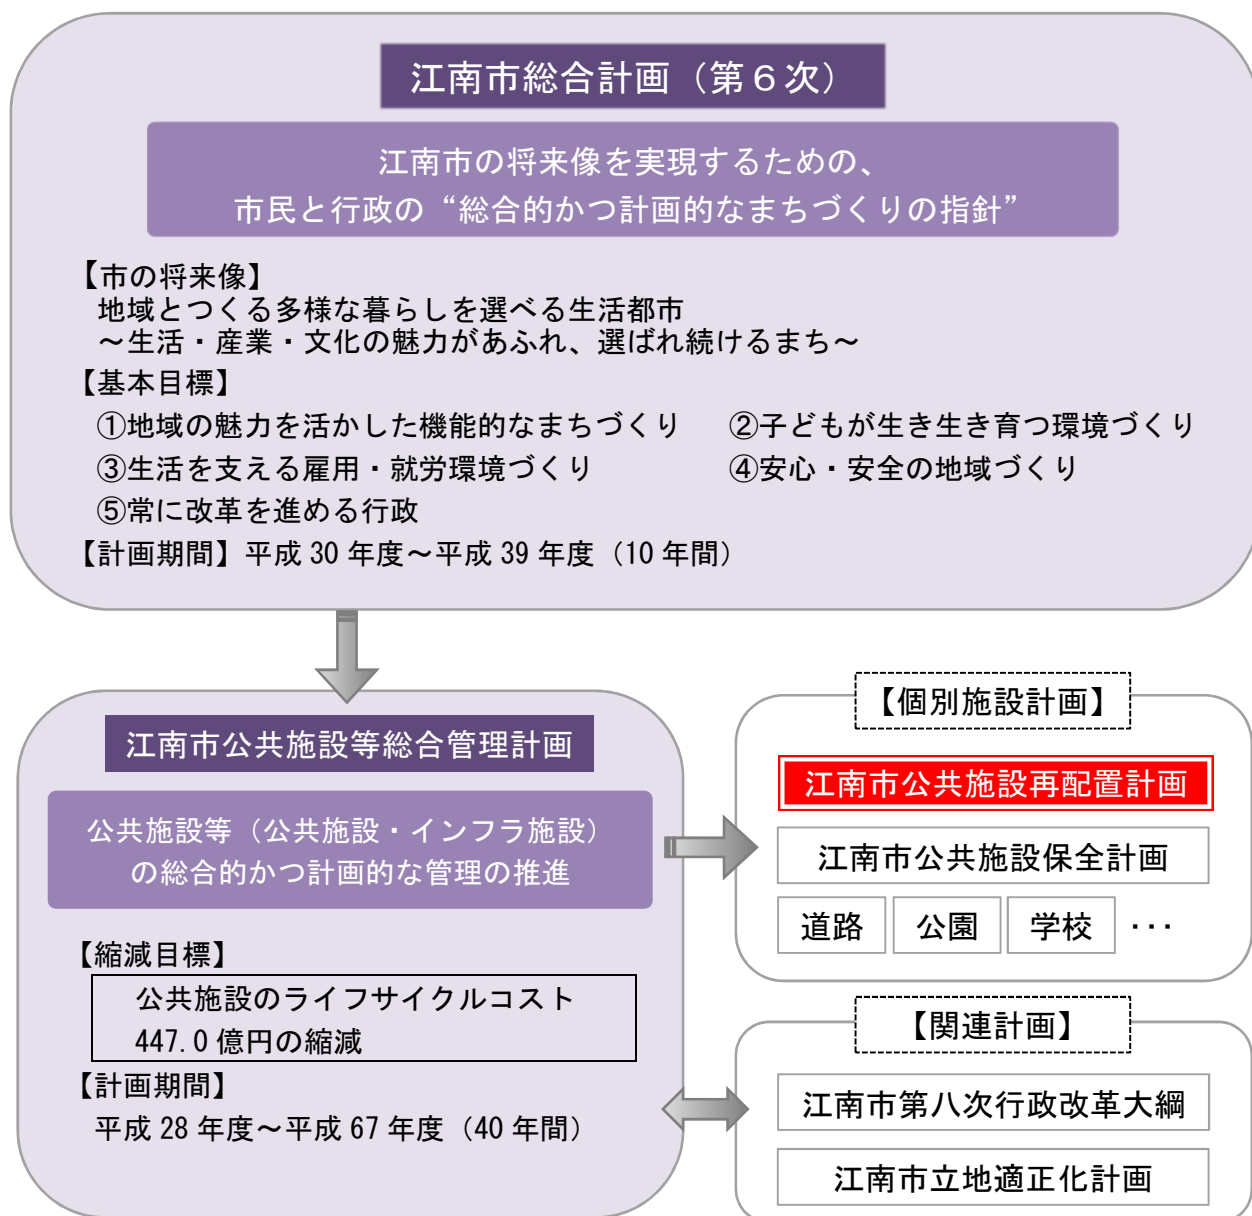 江南市総合計画（第６次）
江南市の将来像を実現するための、
市民と行政の“総合的かつ計画的なまちづくりの指針”
【市の将来像】
地域とつくる多様な暮らしを選べる生活都市
～生活・産業・文化の魅力があふれ、選ばれ続けるまち～
【基本目標】
①地域の魅力を活かした機能的なまちづくり　②子どもが生き生き育つ環境づくり
③生活を支える雇用・就労環境づくり　④安心・安全の地域づくり
⑤常に改革を進める行政
【計画期間】平成 30 年度～平成 39 年度（10 年間）
江南市公共施設等総合管理計画
公共施設等（公共施設・インフラ施設）
の総合的かつ計画的な管理の推進
【縮減目標】
公共施設のライフサイクルコスト
447.0 億円の縮減
【計画期間】
平成 28 年度～平成 67 年度（40 年間）
【個別施設計画】
江南市公共施設再配置計画
江南市公共施設保全計画
道路　公園　学校　・・・
【関連計画】
江南市第八次行政改革大綱
江南市立地適正化計画